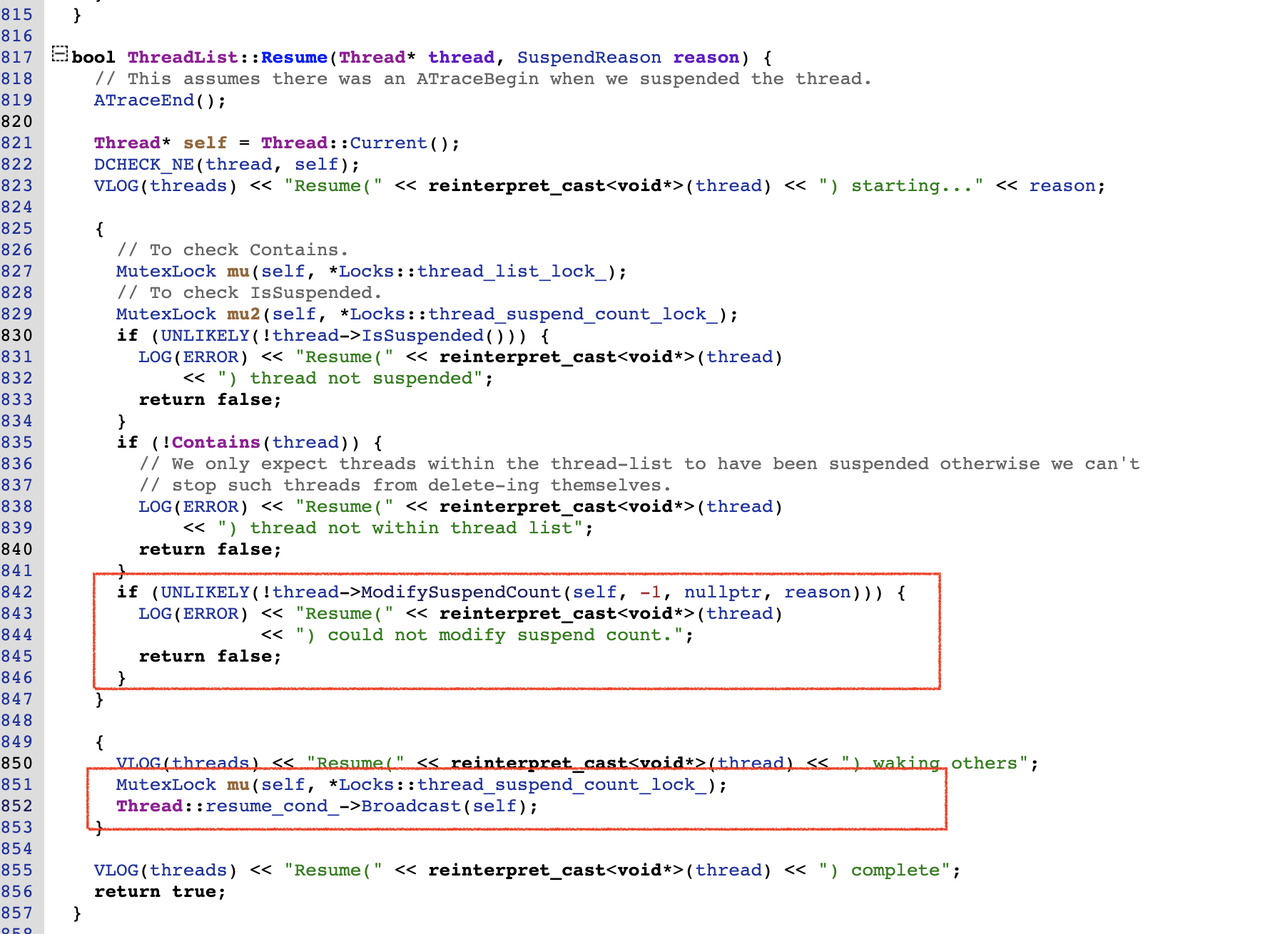 815 }
816
817 bool ThreadList::Resume(Thread* thread, SuspendReason reason) {
818 // This assumes there was an ATraceBegin when we suspended the thread.
819 ATraceEnd();
820
821 Thread* self = Thread::Current();
822 DCHECK_NE(thread, self);
823 VLOG(threads) << "Resume(" << reinterpret_cast<void*>(thread) << ") starting..." << reason;
824
825 {
826 // To check Contains.
827 MutexLock mu(self, *Locks::thread_list_lock_);
828 // To check IsSuspended.
829 MutexLock mu2(self, *Locks::thread_suspend_count_lock_);
830 if (UNLIKELY(!thread->IsSuspended())) {
831 LOG(ERROR) << "Resume(" << reinterpret_cast<void*>(thread)
832 << ") thread not suspended";
833 return false;
834 }
835 if (!Contains(thread)) {
836 // We only expect threads within the thread-list to have been suspended otherwise we can't
837 // stop such threads from delete-ing themselves.
838 LOG(ERROR) << "Resume(" << reinterpret_cast<void*>(thread)
839 << ") thread not within thread list";
840 return false;
841 }
842 if (UNLIKELY(!thread->ModifySuspendCount(self, -1, nullptr, reason))) {
843 LOG(ERROR) << "Resume(" << reinterpret_cast<void*>(thread)
844 << ") could not modify suspend count.";
845 return false;
846 }
847 }
848
849 {
850 VLOG(threads) << "Resume(" << reinterpret_cast<void*>(thread) << ") waking others";
851 MutexLock mu(self, *Locks::thread_suspend_count_lock_);
852 Thread::resume_cond_->Broadcast(self);
853 }
854
855 VLOG(threads) << "Resume(" << reinterpret_cast<void*>(thread) << ") complete";
856 return true;
857 }
858